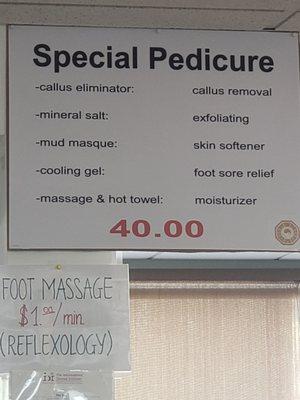 Special Pedicure
-callus eliminator: callus removal
-mineral salt: exfoliating
-mud masque: skin softener
-cooling gel: foot sore relief
-massage & hot towel: moisturizer
40.00
FOOT MASSAGE
$1.00/min
(REFLEXOLOGY)